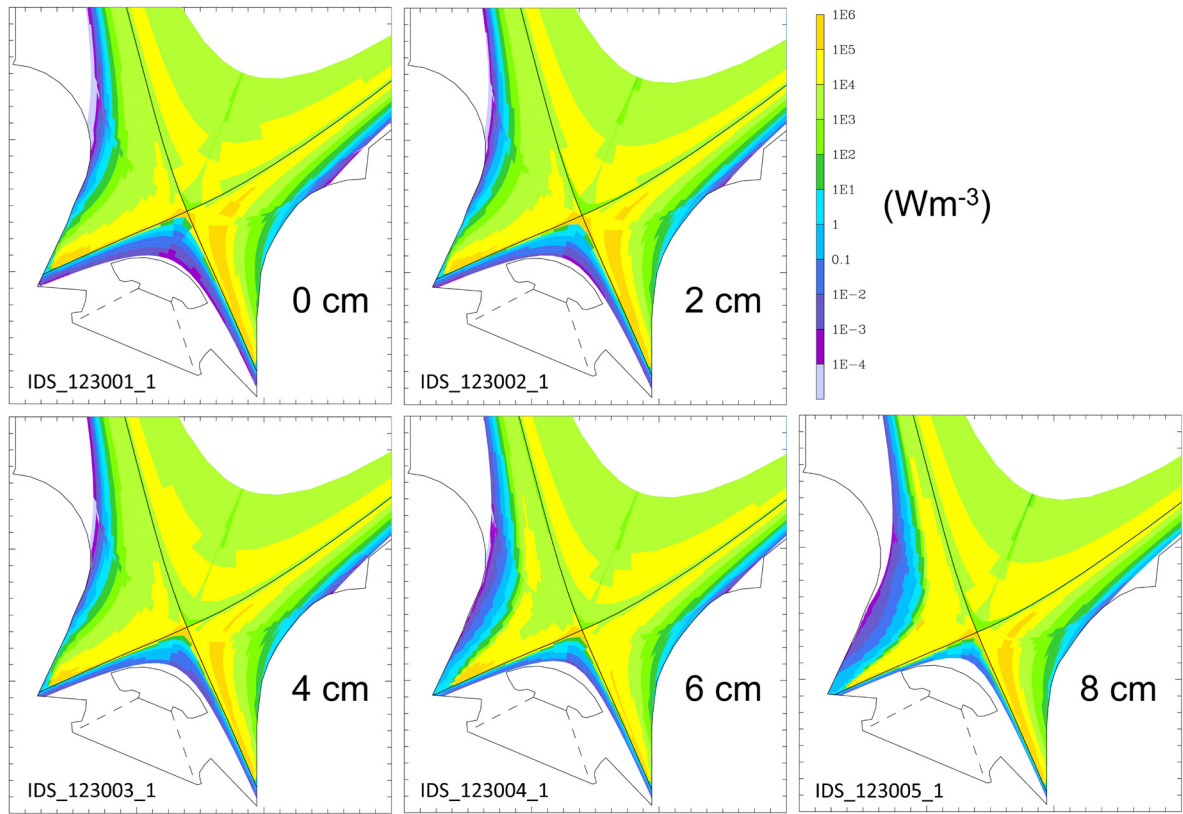 0 cm
IDS_123001_1
2 cm
IDS_123002_1
1E6
1E5
1E4
1E3
1E2
1E1
1
0.1
1E−2
1E−3
1E−4
(Wm-3)
4 cm
IDS_123003_1
6 cm
IDS_123004_1
8 cm
IDS_123005_1